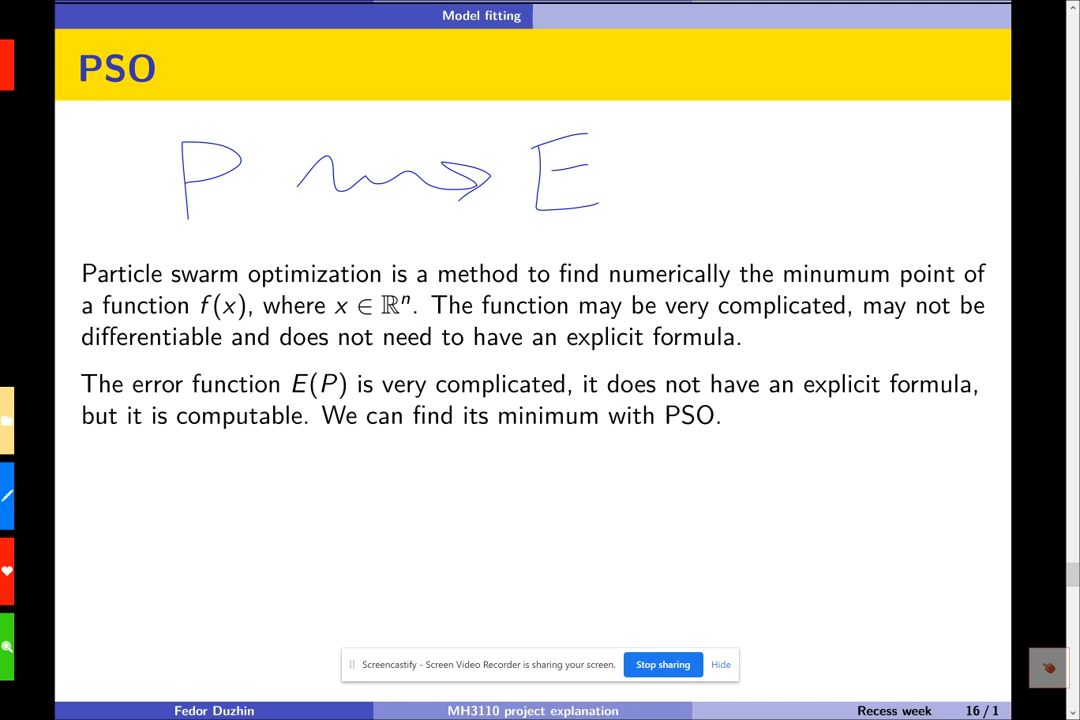 Model fitting
PSO
P E
Particle swarm optimization is a method to find numerically the minumum point of
a function f(x), where x ∈ ℝⁿ. The function may be very complicated, may not be
differentiable and does not need to have an explicit formula.
The error function E(P) is very complicated, it does not have an explicit formula,
but it is computable. We can find its minimum with PSO.
Screencastify - Screen Video Recorder is sharing your screen. Stop sharing Hide
Fedor Duzhin MH3110 project explanation Recess week 16 / 1